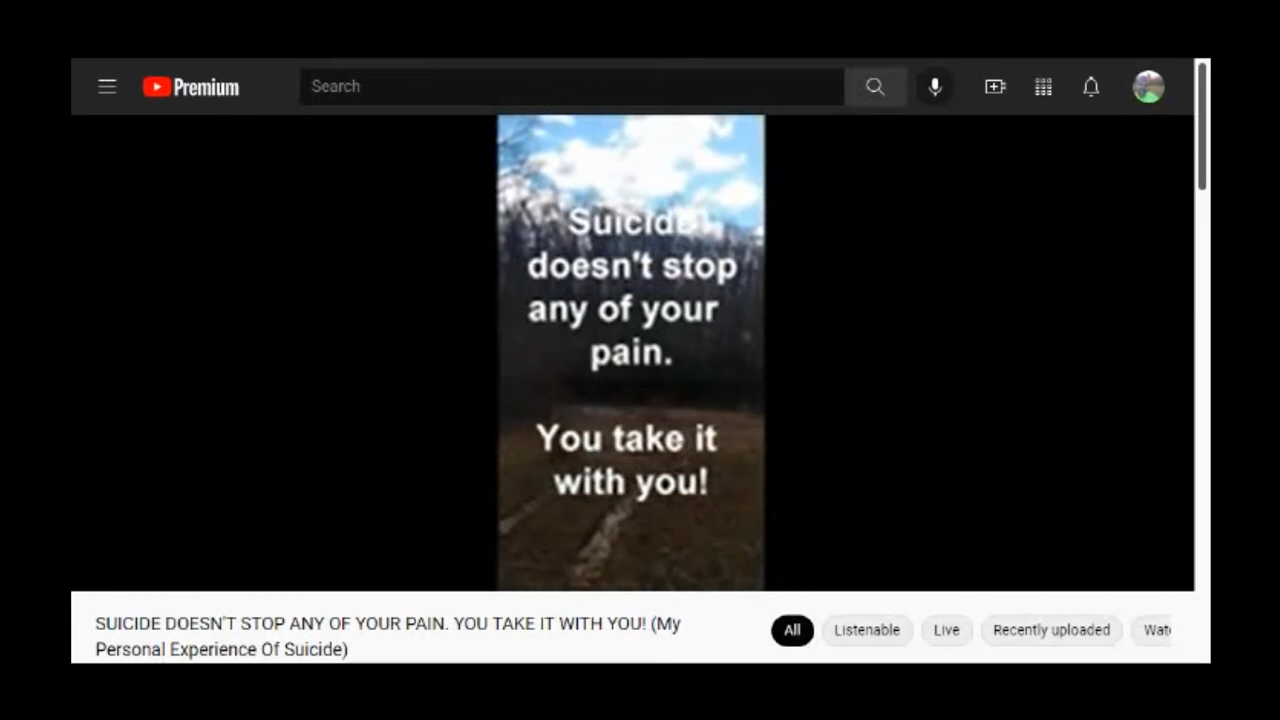 Premium
Search
Suicide
doesn't stop
any of your
pain.
You take it
with you!
SUICIDE DOESN'T STOP ANY OF YOUR PAIN. YOU TAKE IT WITH YOU! (My
Personal Experience Of Suicide)
All
Listenable
Live
Recently uploaded